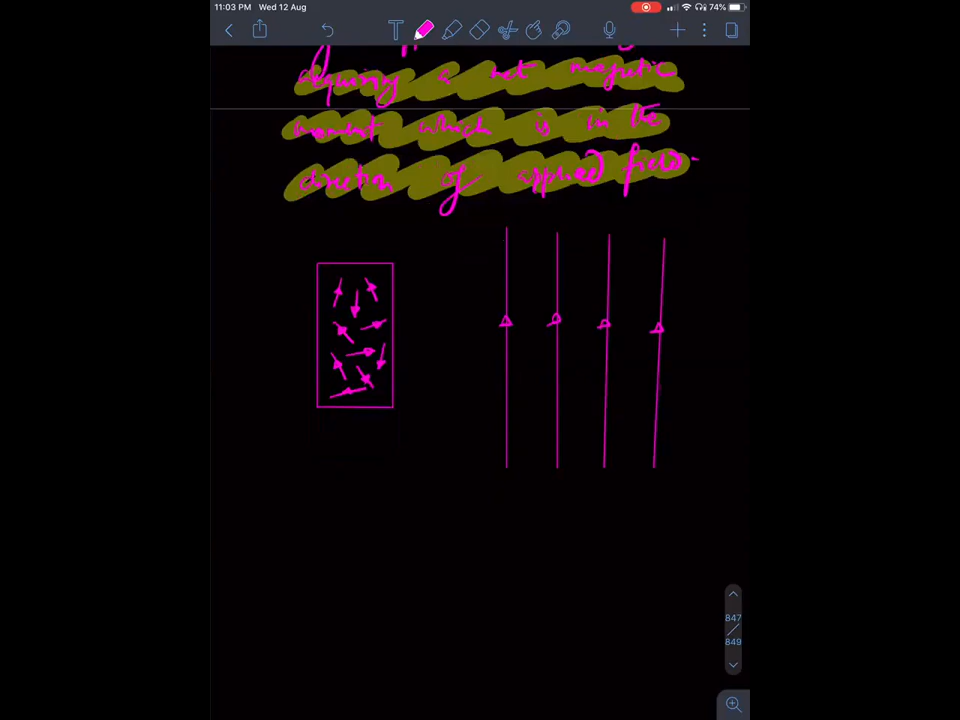 11:03 PM Wed 12 Aug
74%
T
acquiring a net magnetic
moment which is in the
direction of applied field.
847
849